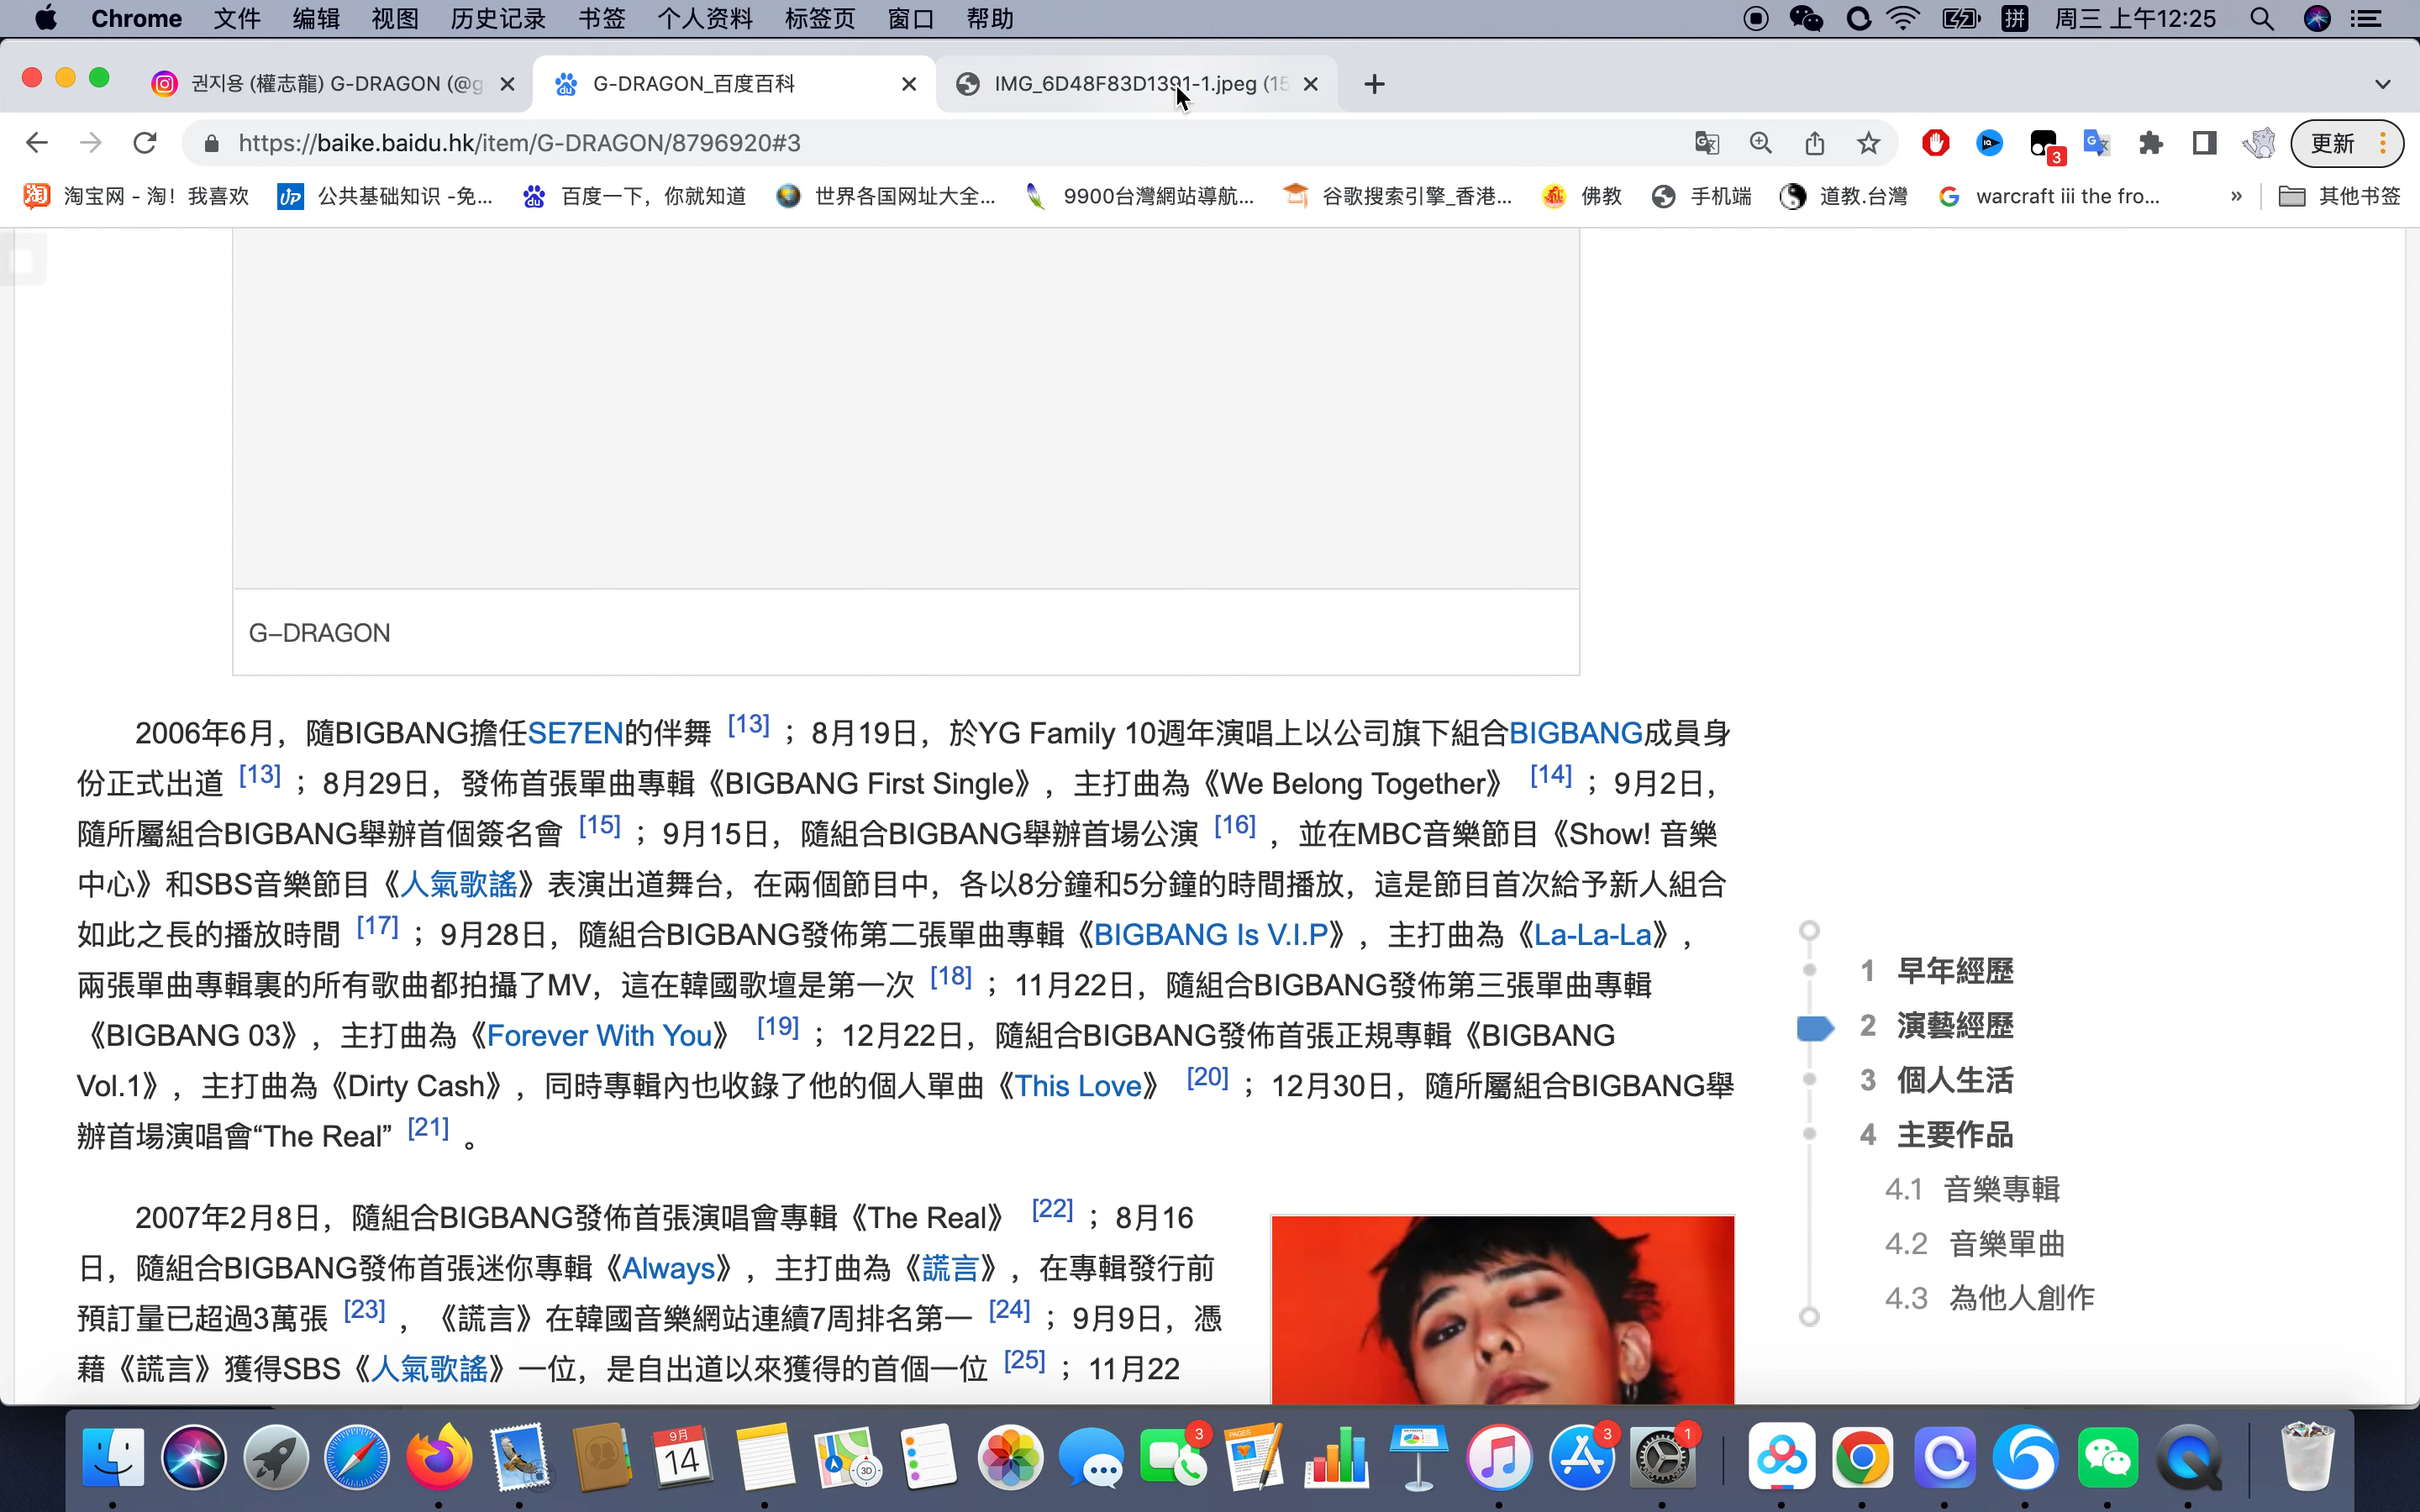 Chrome 文件 编辑 视图 历史记录 书签 个人资料 标签页 窗口 帮助 拼 周三 上午12:25
권지용 (權志龍) G-DRAGON (@g G-DRAGON_百度百科 IMG_6D48F83D1391-1.jpeg (15
https://baike.baidu.hk/item/G-DRAGON/8796920#3 3 更新
淘宝网 - 淘！我喜欢 公共基础知识 -免... 百度一下，你就知道 世界各国网址大全... 9900台灣網站導航... 谷歌搜索引擎_香港... 佛教 手机端 道教.台灣 warcraft iii the fro... » 其他书签
G-DRAGON
2006年6月，隨BIGBANG擔任SE7EN的伴舞 [13] ；8月19日，於YG Family 10週年演唱上以公司旗下組合BIGBANG成員身
份正式出道 [13] ；8月29日，發佈首張單曲專輯《BIGBANG First Single》，主打曲為《We Belong Together》 [14] ；9月2日，
隨所屬組合BIGBANG舉辦首個簽名會 [15] ；9月15日，隨組合BIGBANG舉辦首場公演 [16] ，並在MBC音樂節目《Show! 音樂
中心》和SBS音樂節目《人氣歌謠》表演出道舞台，在兩個節目中，各以8分鐘和5分鐘的時間播放，這是節目首次給予新人組合
如此之長的播放時間 [17] ；9月28日，隨組合BIGBANG發佈第二張單曲專輯《BIGBANG Is V.I.P》，主打曲為《La-La-La》，
兩張單曲專輯裏的所有歌曲都拍攝了MV，這在韓國歌壇是第一次 [18] ；11月22日，隨組合BIGBANG發佈第三張單曲專輯
《BIGBANG 03》，主打曲為《Forever With You》 [19] ；12月22日，隨組合BIGBANG發佈首張正規專輯《BIGBANG
Vol.1》，主打曲為《Dirty Cash》，同時專輯內也收錄了他的個人單曲《This Love》 [20] ；12月30日，隨所屬組合BIGBANG舉
辦首場演唱會“The Real” [21] 。
2007年2月8日，隨組合BIGBANG發佈首張演唱會專輯《The Real》 [22] ；8月16
日，隨組合BIGBANG發佈首張迷你專輯《Always》，主打曲為《謊言》，在專輯發行前
預訂量已超過3萬張 [23] ，《謊言》在韓國音樂網站連續7周排名第一 [24] ；9月9日，憑
藉《謊言》獲得SBS《人氣歌謠》一位，是自出道以來獲得的首個一位 [25] ；11月22
1 早年經歷
2 演藝經歷
3 個人生活
4 主要作品
4.1 音樂專輯
4.2 音樂單曲
4.3 為他人創作
9月 14 3D 3 PAGES 3 1